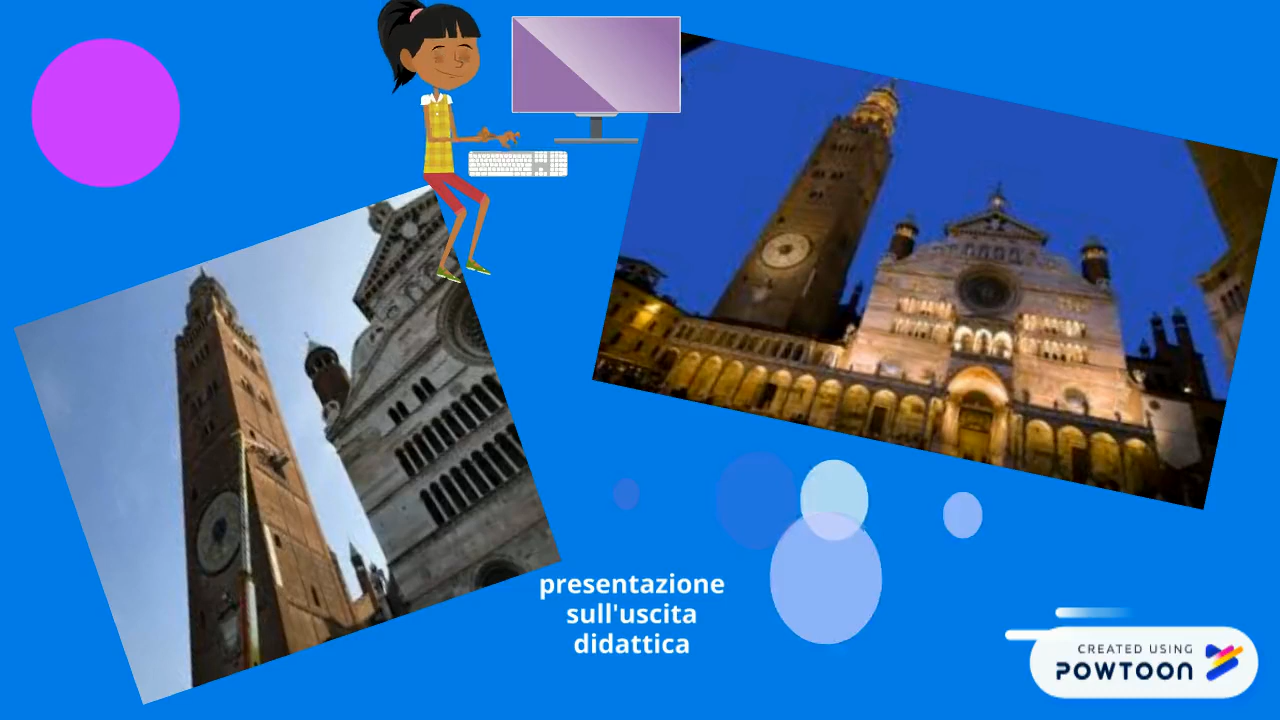 presentazione
sull'uscita
didattica
CREATED USING
POWTOON